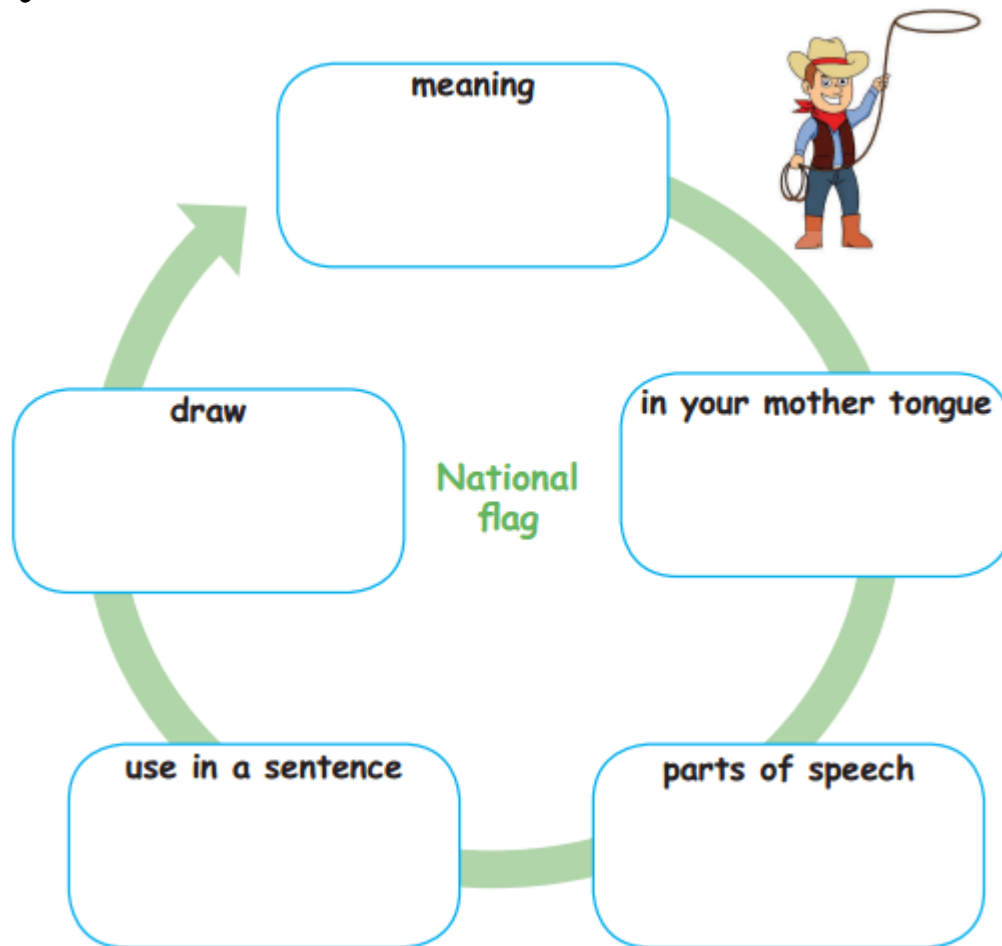 meaning
draw
in your mother tongue
National
flag
use in a sentence
parts of speech